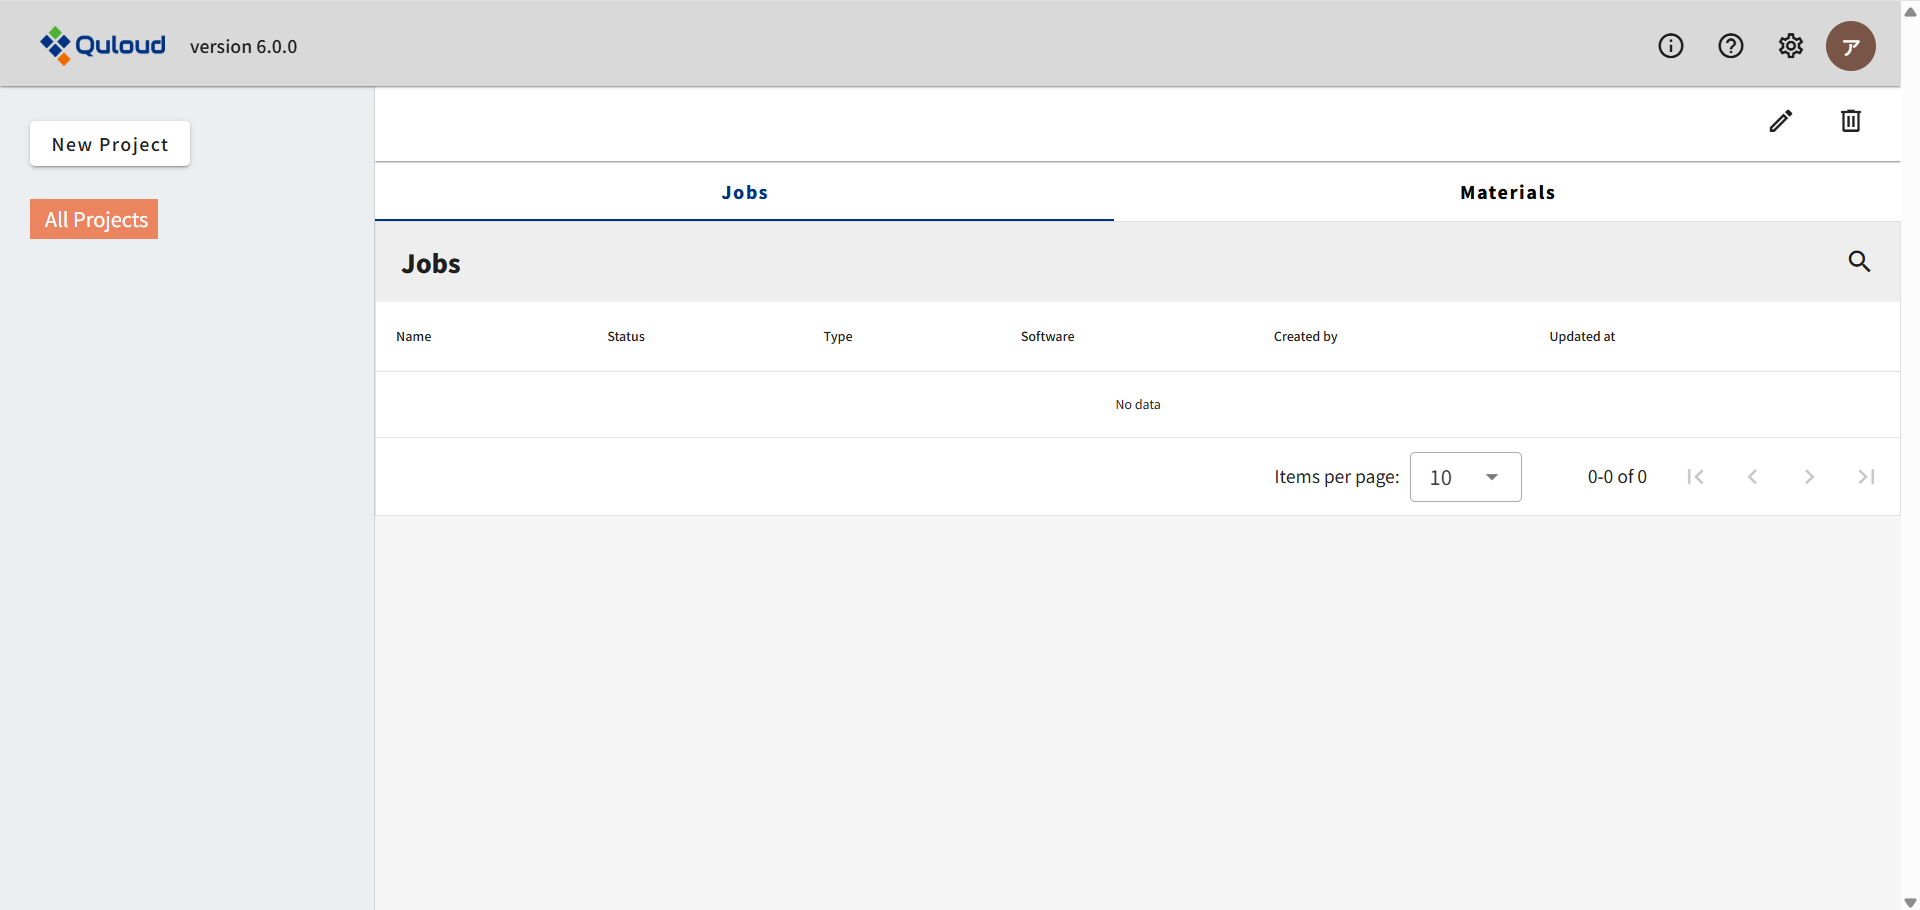 Quloud version 6.0.0 ア
New Project
All Projects
Jobs Materials
Jobs
Name Status Type Software Created by Updated at
No data
Items per page: 10 0-0 of 0